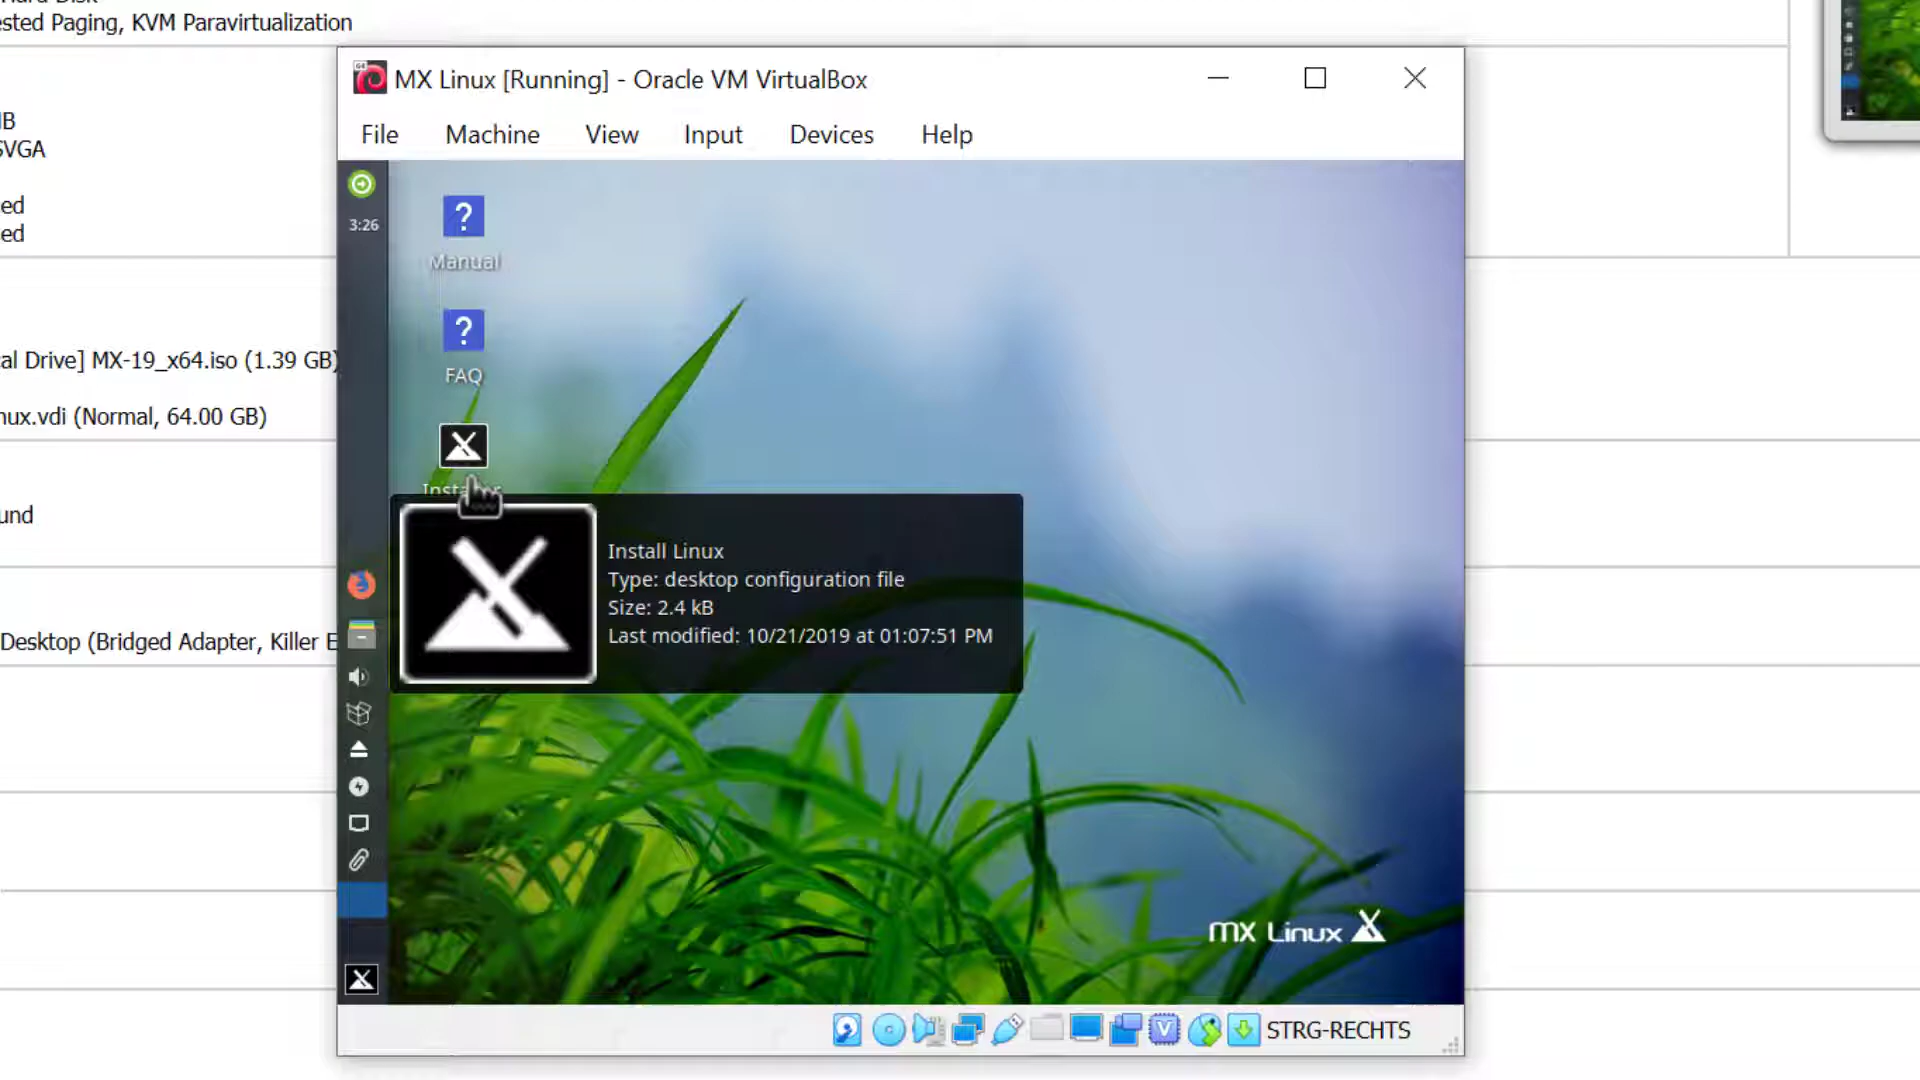 ested Paging, KVM Paravirtualization
MX Linux [Running] - Oracle VM VirtualBox
File Machine View Input Devices Help
IB
SVGA
ed
ed
3:26
Manual
FAQ
al Drive] MX-19_x64.iso (1.39 GB)
nux.vdi (Normal, 64.00 GB)
und
Install Linux
Type: desktop configuration file
Size: 2.4 kB
Last modified: 10/21/2019 at 01:07:51 PM
Desktop (Bridged Adapter, Killer E
mx Linux
STRG-RECHTS